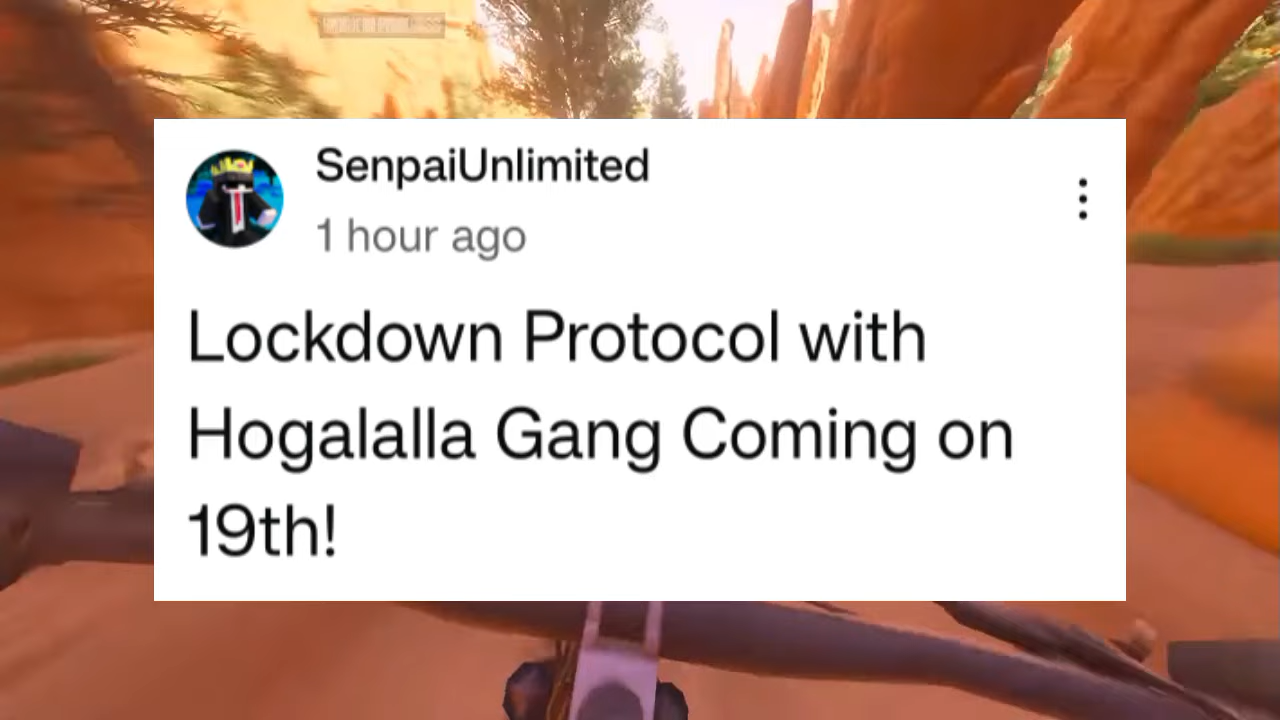 SenpaiUnlimited
1 hour ago
Lockdown Protocol with
Hogalalla Gang Coming on
19th!